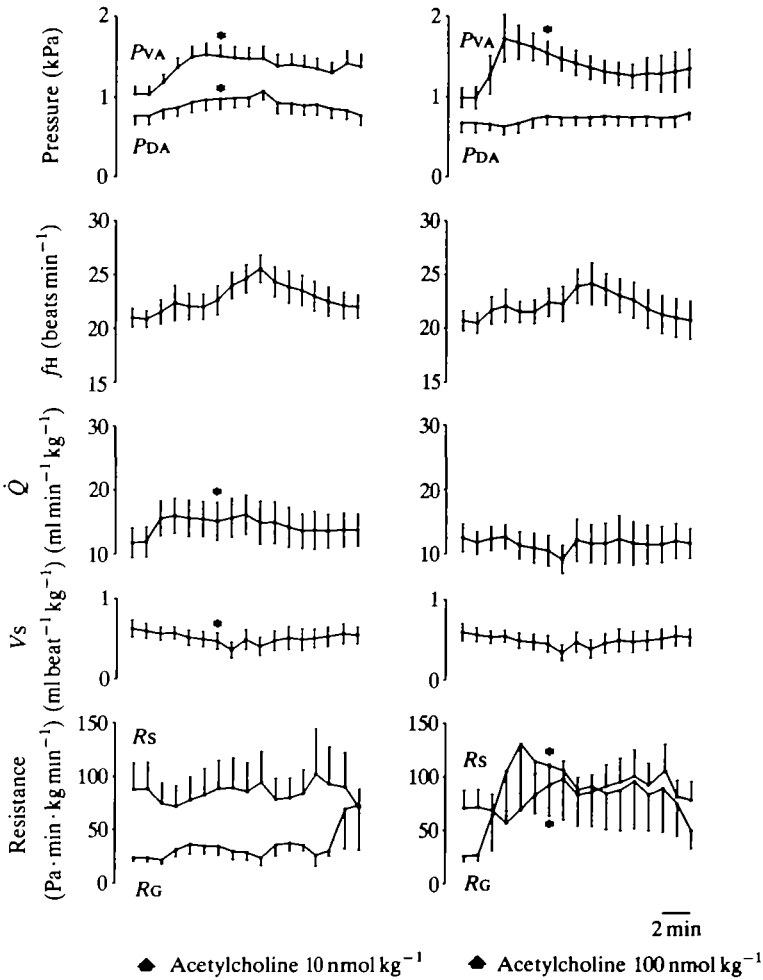 2
1
0
Pressure (kPa)
PVA
PDA
2
1
0
PVA
PDA
30
25
20
15
fH (beats min⁻¹)
30
25
20
15
30
20
10
Q̇
(ml min⁻¹ kg⁻¹)
30
20
10
1
0
Vs
(ml beat⁻¹ kg⁻¹)
1
0
150
100
50
0
Resistance
(Pa · min · kg min⁻¹)
RS
RG
150
100
50
0
RS
RG
2 min
Acetylcholine 10 nmol kg⁻¹
Acetylcholine 100 nmol kg⁻¹